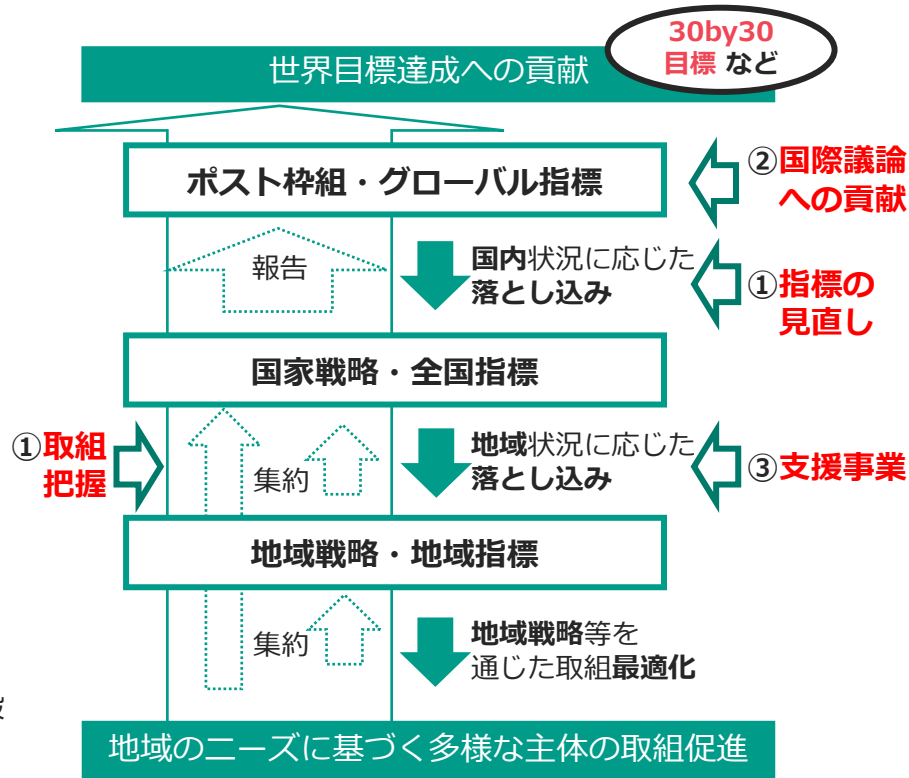 30by30
目標 など
世界目標達成への貢献
ポスト枠組・グローバル指標
②国際議論
への貢献
報告
国内状況に応じた
落とし込み
①指標の
見直し
国家戦略・全国指標
①取組
把握
集約
地域状況に応じた
落とし込み
③支援事業
地域戦略・地域指標
集約
地域戦略等を
通じた取組最適化
地域のニーズに基づく多様な主体の取組促進